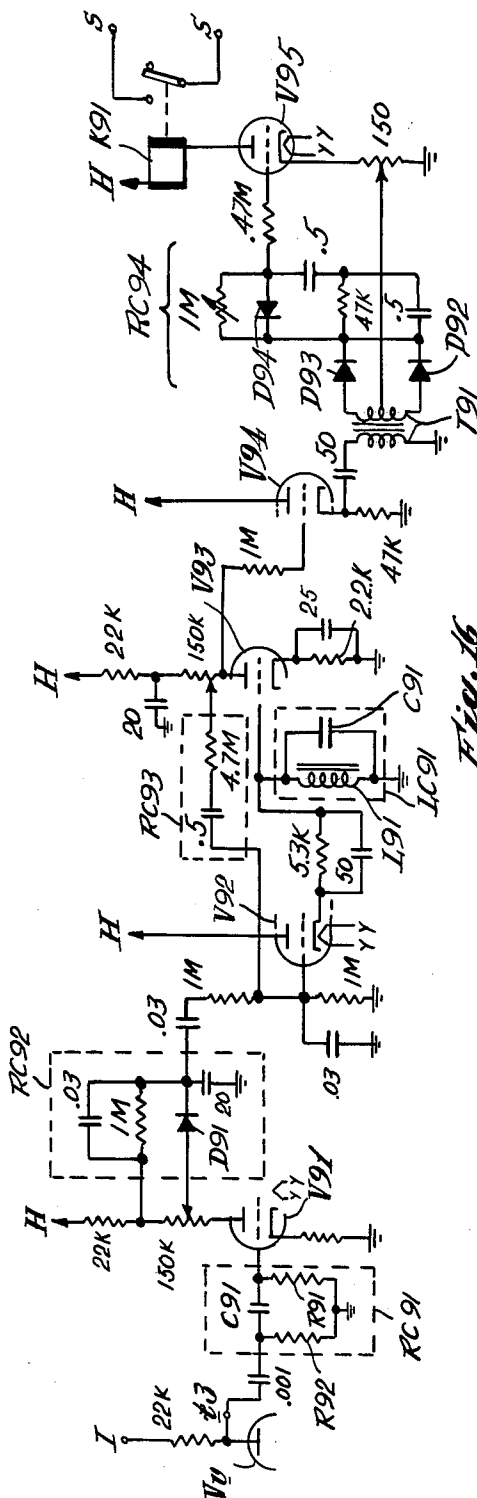 I
22K
t3
Vv
.001
R92
C91
R91
RC91
H
22K
150K
V91
YY
RC92
.03
1M
D91
20
.03
1M
H
V92
YY
1M
.03
5.3K
50
L91
LC91
C91
RC93
.5
4.7M
H
22K
20
150K
V93
25
2.2K
1M
H
V94
47K
50
T91
D93
D92
D94
RC94
1M
.5
47K
.5
.47M
H
K91
S
S
V95
YY
150
Fig.16